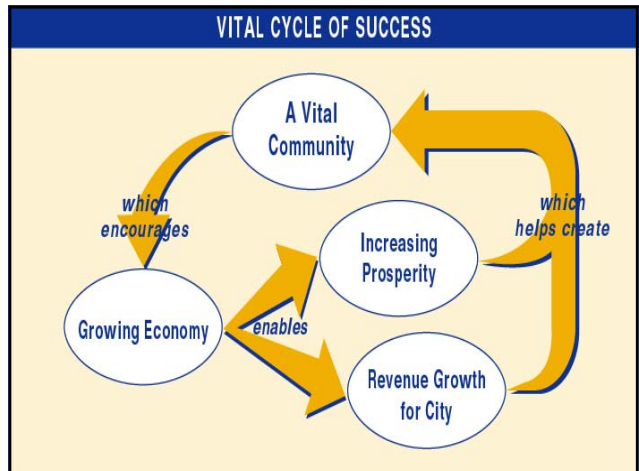 VITAL CYCLE OF SUCCESS
A Vital
Community
which
encourages
Growing Economy
enables
Increasing
Prosperity
Revenue Growth
for City
which
helps create